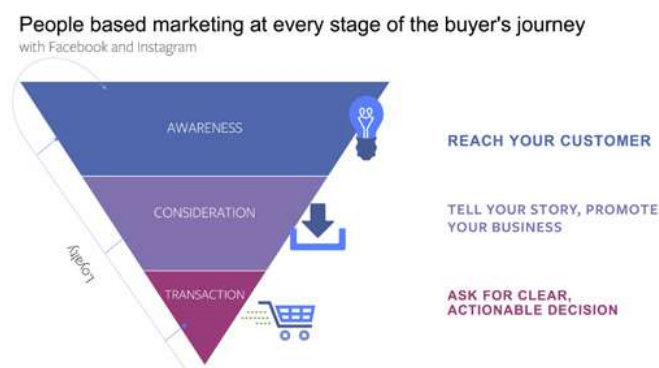 People based marketing at every stage of the buyer's journey
with Facebook and Instagram
AWARENESS
REACH YOUR CUSTOMER
CONSIDERATION
TELL YOUR STORY, PROMOTE
YOUR BUSINESS
Loyalty
TRANSACTION
ASK FOR CLEAR,
ACTIONABLE DECISION